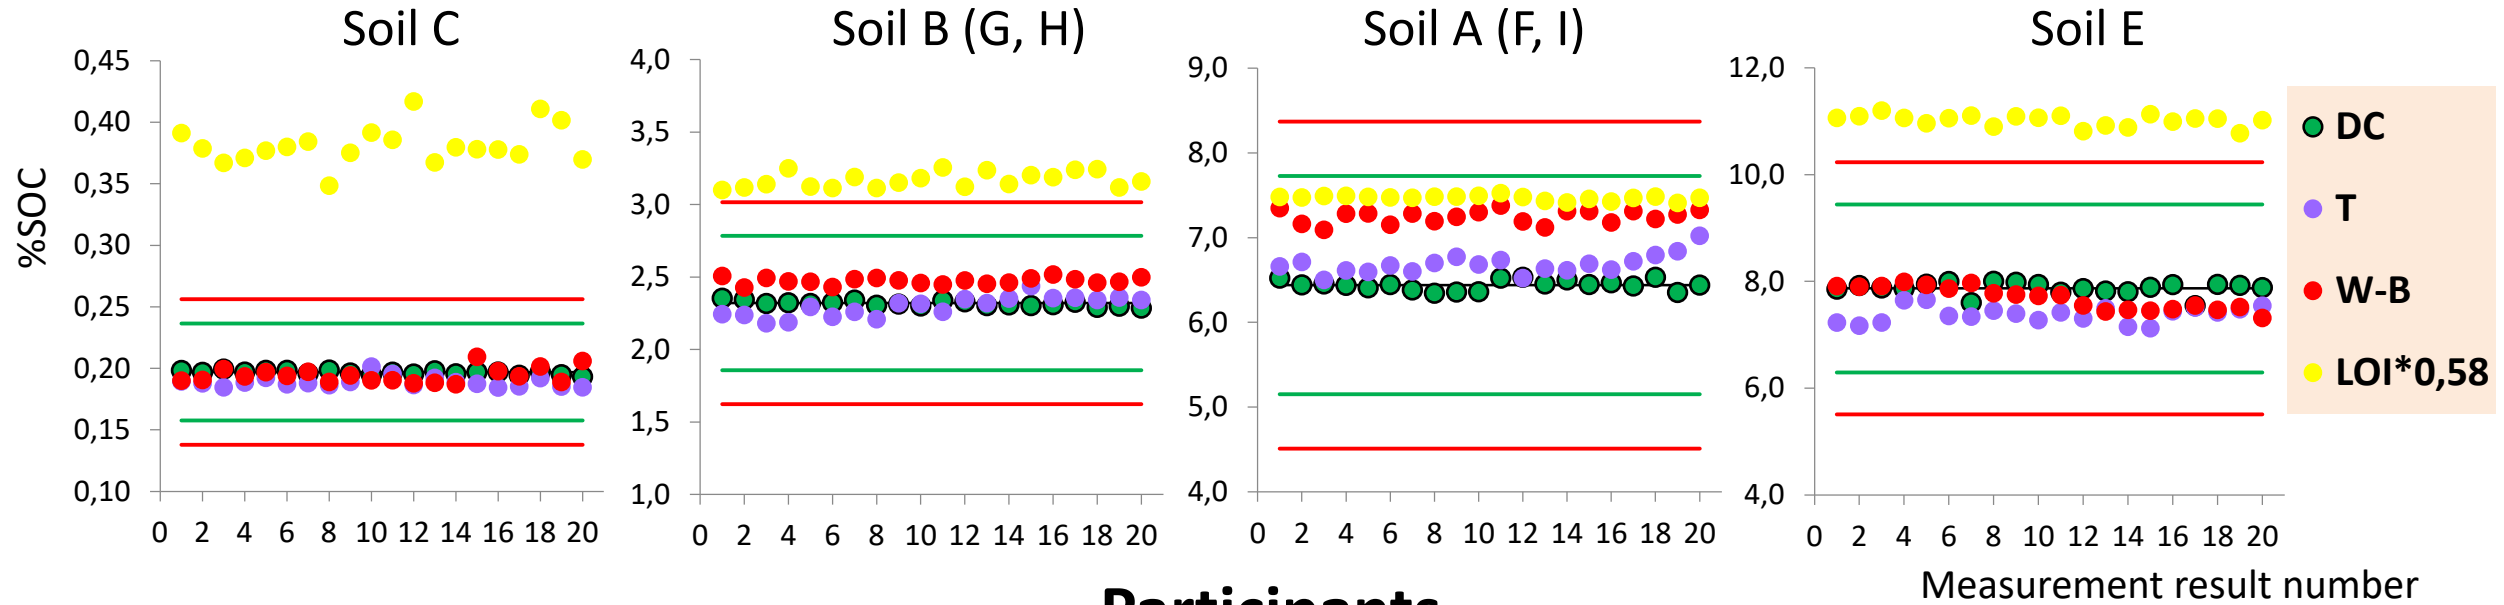 Soil C
Soil B (G, H)
Soil A (F, I)
Soil E
%SOC
0,45
0,40
0,35
0,30
0,25
0,20
0,15
0,10
0 2 4 6 8 10 12 14 16 18 20
4,0
3,5
3,0
2,5
2,0
1,5
1,0
0 2 4 6 8 10 12 14 16 18 20
9,0
8,0
7,0
6,0
5,0
4,0
0 2 4 6 8 10 12 14 16 18 20
12,0
10,0
8,0
6,0
4,0
0 2 4 6 8 10 12 14 16 18 20
DC
T
W-B
LOI*0,58
Measurement result number
Participants